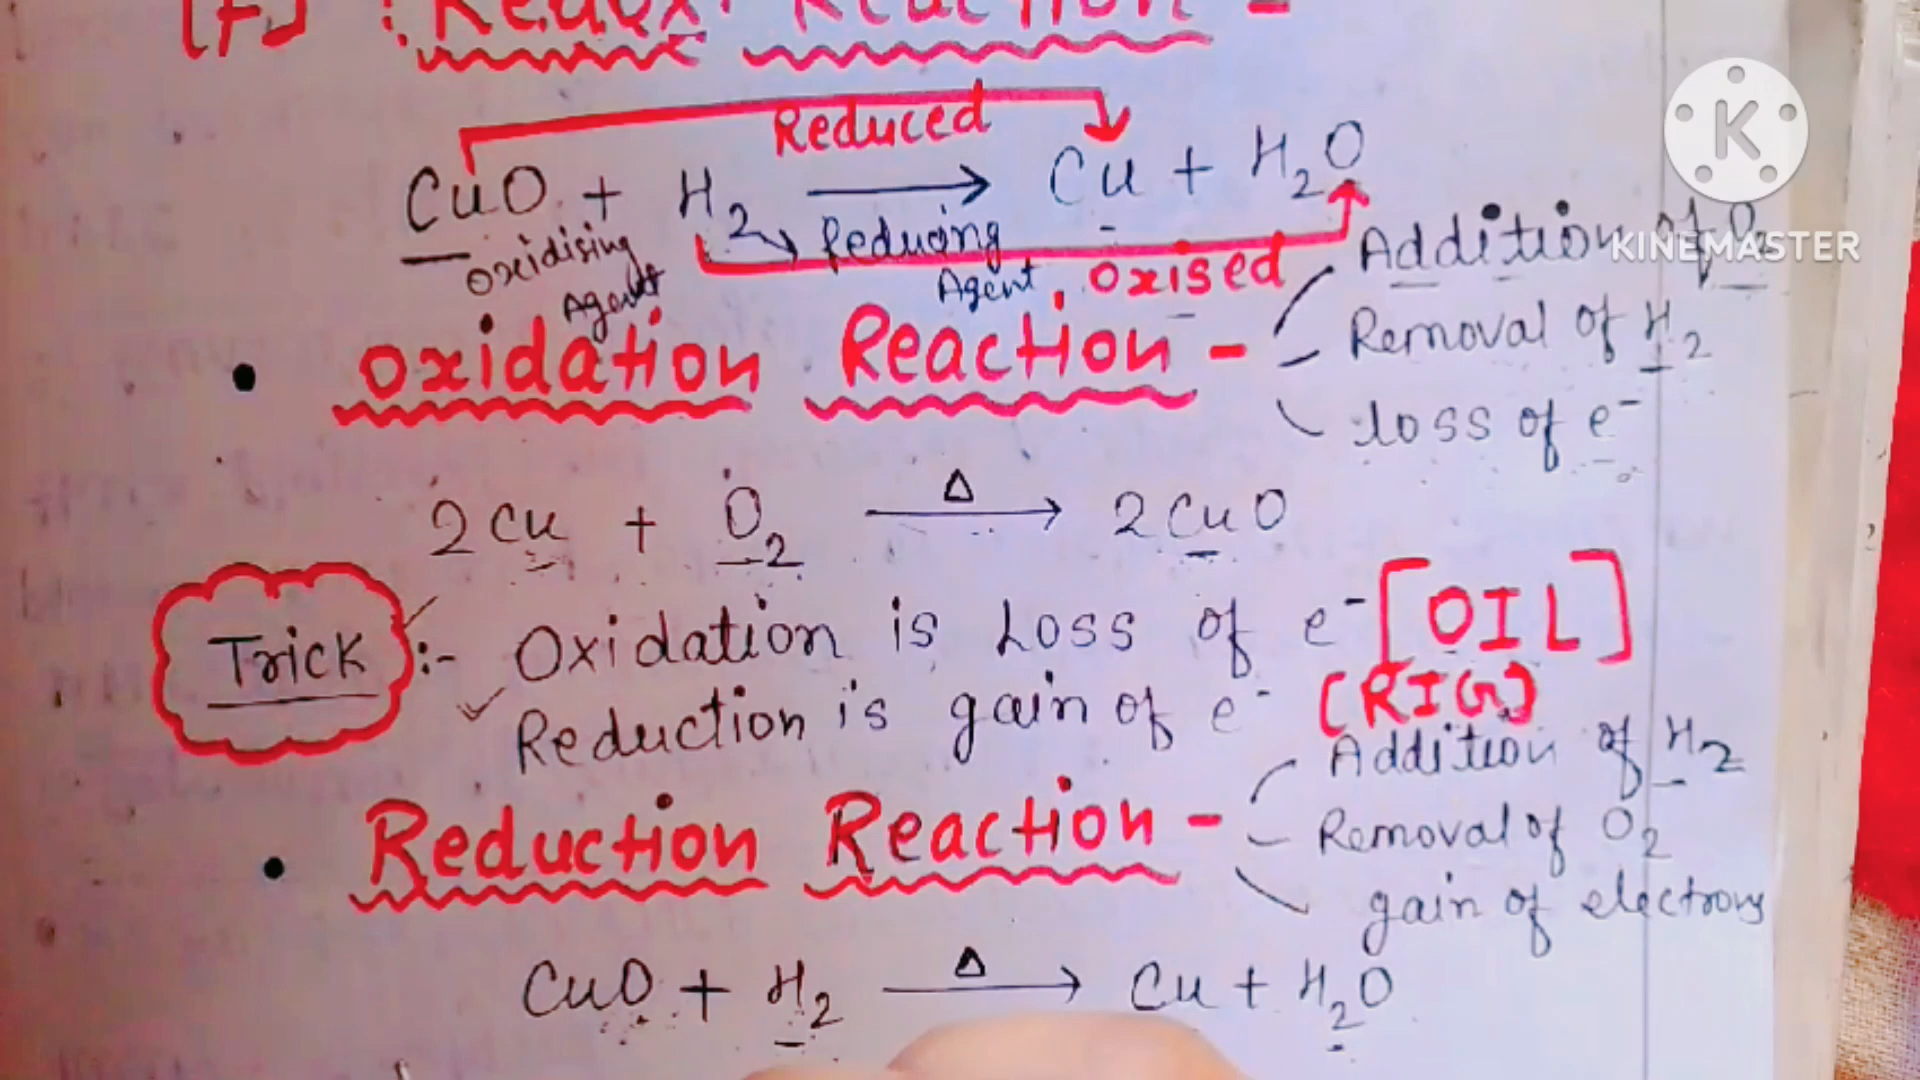 : Redox Reaction -
Reduced
CuO + H₂ ⟶ Cu + H₂O
Oxidising Agent
Reducing Agent, Oxised
• Oxidation Reaction -
Addition of O₂
Removal of H₂
loss of e⁻
2Cu + O₂ —Δ→ 2CuO
Trick :- Oxidation is Loss of e⁻ [OIL]
Reduction is gain of e⁻ [RIG]
• Reduction Reaction -
Addition of H₂
Removal of O₂
gain of electrons
CuO + H₂ —Δ→ Cu + H₂O
K
KINEMASTER